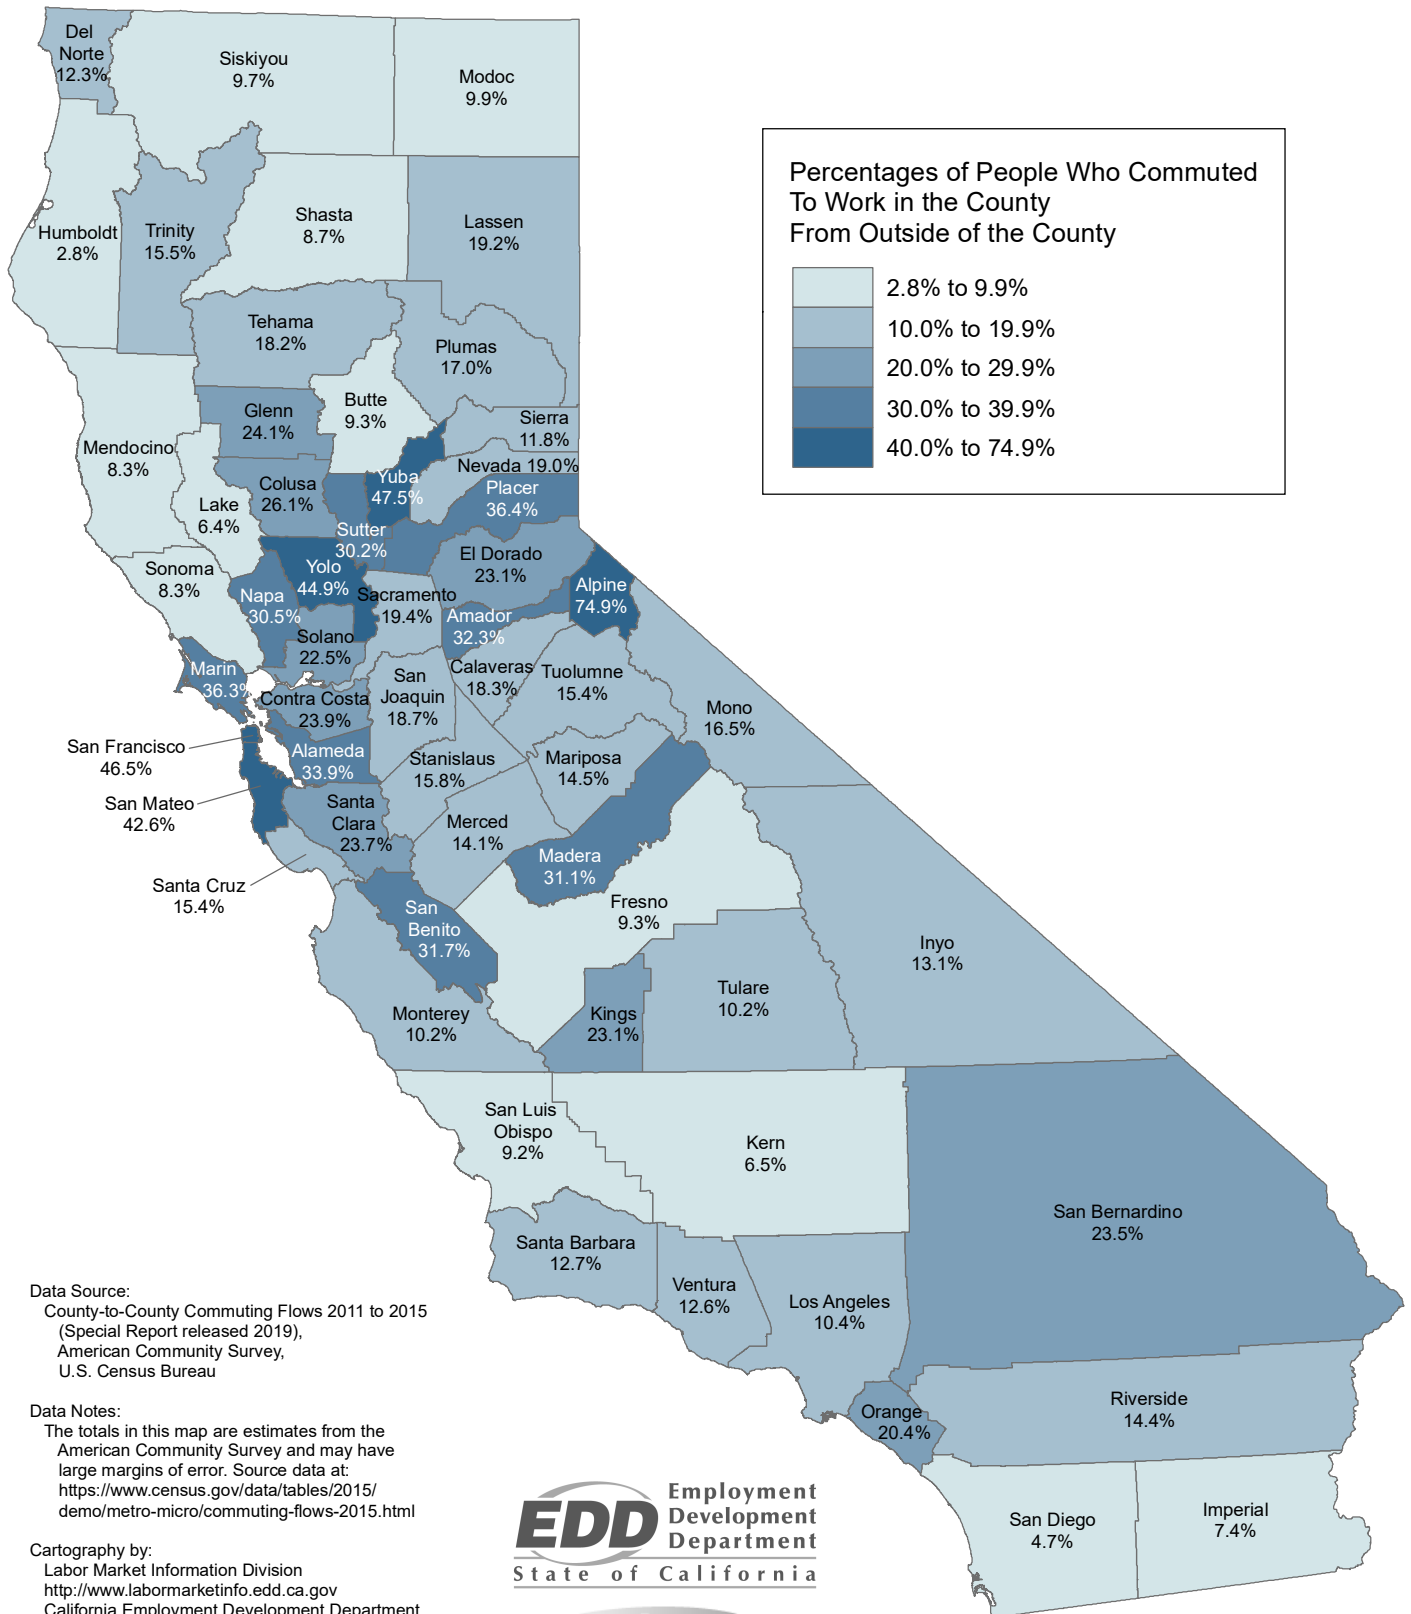 Del
Norte
12.3%
Siskiyou
9.7%
Modoc
9.9%
Percentages of People Who Commuted
To Work in the County
From Outside of the County
2.8% to 9.9%
10.0% to 19.9%
20.0% to 29.9%
30.0% to 39.9%
40.0% to 74.9%
Humboldt
2.8%
Trinity
15.5%
Shasta
8.7%
Lassen
19.2%
Tehama
18.2%
Plumas
17.0%
Butte
9.3%
Glenn
24.1%
Sierra
11.8%
Mendocino
8.3%
Nevada 19.0%
Colusa
26.1%
Yuba
47.5%
Placer
36.4%
Lake
6.4%
Sutter
30.2%
El Dorado
23.1%
Sonoma
8.3%
Yolo
44.9%
Napa
30.5%
Sacramento
19.4%
Alpine
74.9%
Amador
32.3%
Solano
22.5%
Marin
36.3%
Calaveras
18.3%
Tuolumne
15.4%
San
Joaquin
18.7%
Contra Costa
23.9%
Mono
16.5%
San Francisco
46.5%
Alameda
33.9%
Stanislaus
15.8%
Mariposa
14.5%
San Mateo
42.6%
Santa
Clara
23.7%
Merced
14.1%
Madera
31.1%
Santa Cruz
15.4%
San
Benito
31.7%
Fresno
9.3%
Inyo
13.1%
Monterey
10.2%
Kings
23.1%
Tulare
10.2%
San Luis
Obispo
9.2%
Kern
6.5%
San Bernardino
23.5%
Santa Barbara
12.7%
Ventura
12.6%
Los Angeles
10.4%
Orange
20.4%
Riverside
14.4%
San Diego
4.7%
Imperial
7.4%
Data Source:
County-to-County Commuting Flows 2011 to 2015
(Special Report released 2019),
American Community Survey,
U.S. Census Bureau
Data Notes:
The totals in this map are estimates from the
American Community Survey and may have
large margins of error. Source data at:
https://www.census.gov/data/tables/2015/
demo/metro-micro/commuting-flows-2015.html
Cartography by:
Labor Market Information Division
http://www.labormarketinfo.edd.ca.gov
California Employment Development Department
EDD
Employment
Development
Department
State of California